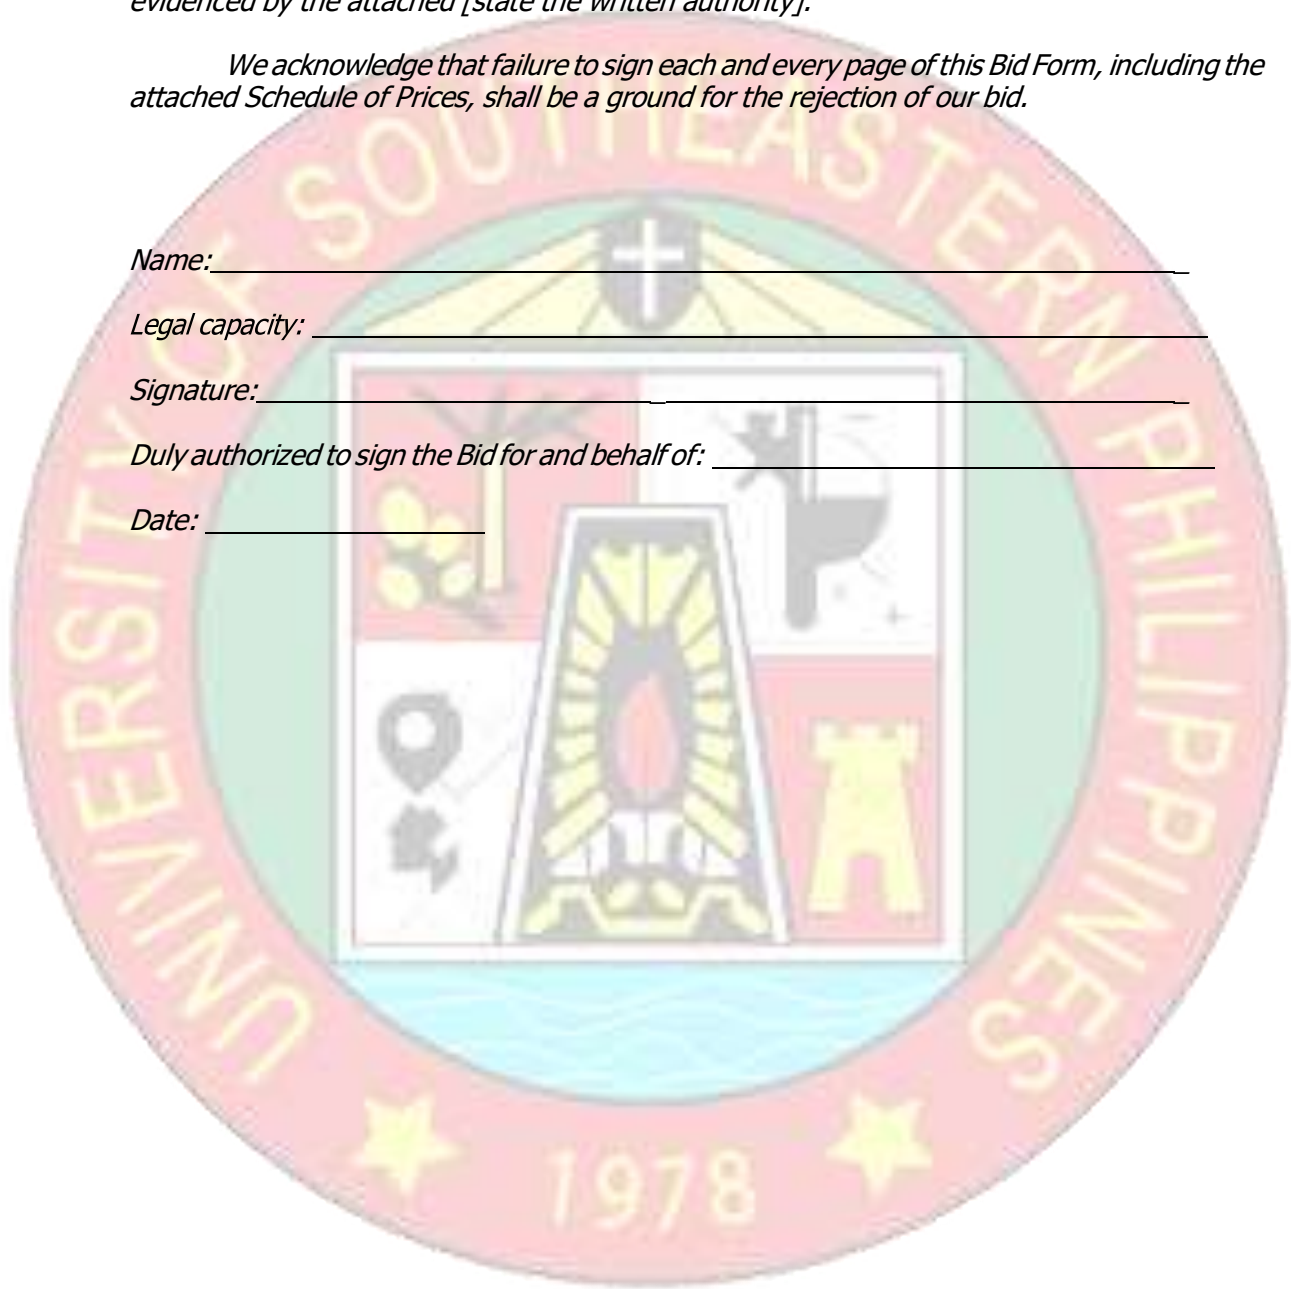 evidenced by the attached [state the written authority].
We acknowledge that failure to sign each and every page of this Bid Form, including the
attached Schedule of Prices, shall be a ground for the rejection of our bid.
Name:
Legal capacity:
Signature:
Duly authorized to sign the Bid for and behalf of:
Date:
UNIVERSITY OF SOUTHEASTERN PHILIPPINES
1978